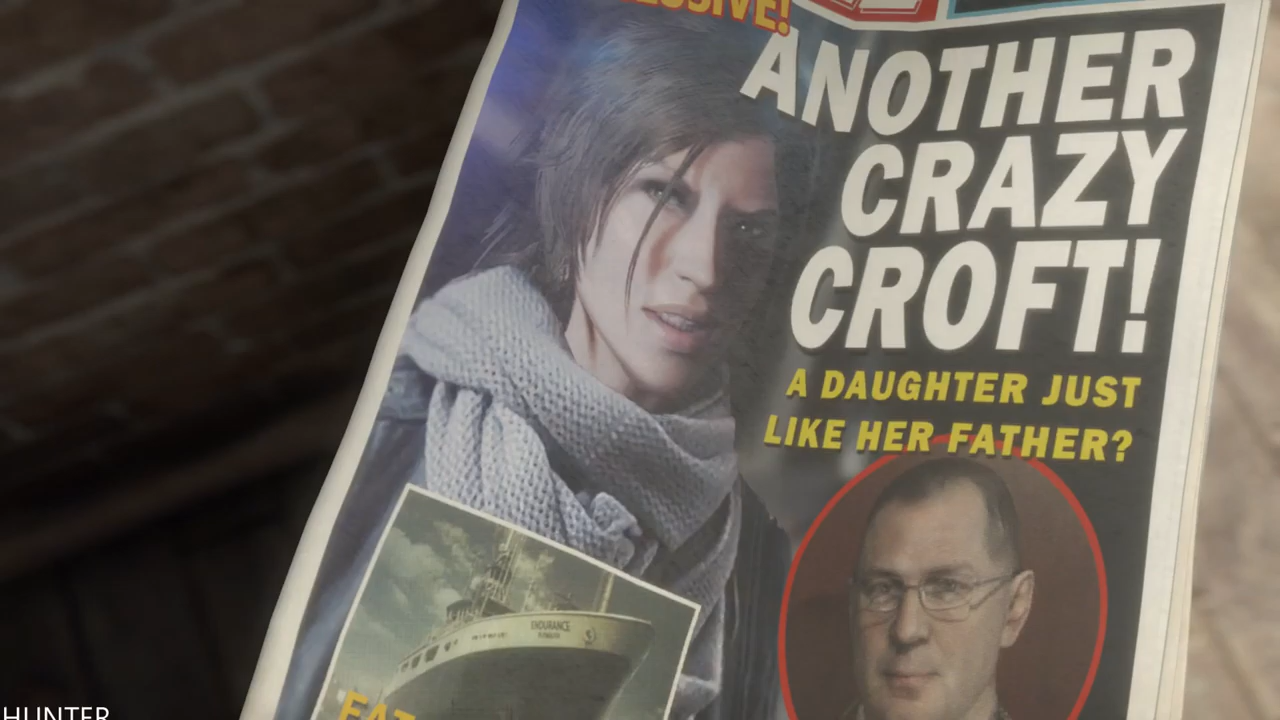 ANOTHER
CRAZY
CROFT!
A DAUGHTER JUST
LIKE HER FATHER?
ENDURANCE
HUNTER